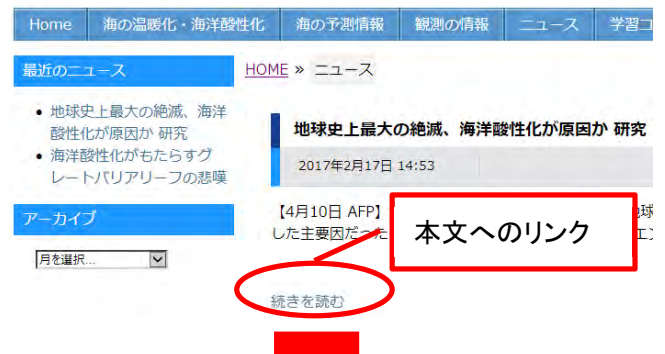 Home 海の温暖化・海洋酸性化 海の予測情報 観測の情報 ニュース 学習コ
最近のニュース
HOME » ニュース
• 地球史上最大の絶滅、海洋
酸性化が原因か 研究
• 海洋酸性化がもたらすグ
レートバリアリーフの悲嘆
アーカイブ
月を選択...
地球史上最大の絶滅、海洋酸性化が原因か 研究
2017年2月17日 14:53
【4月10日 AFP】
した主要因だった
本文へのリンク
続きを読む